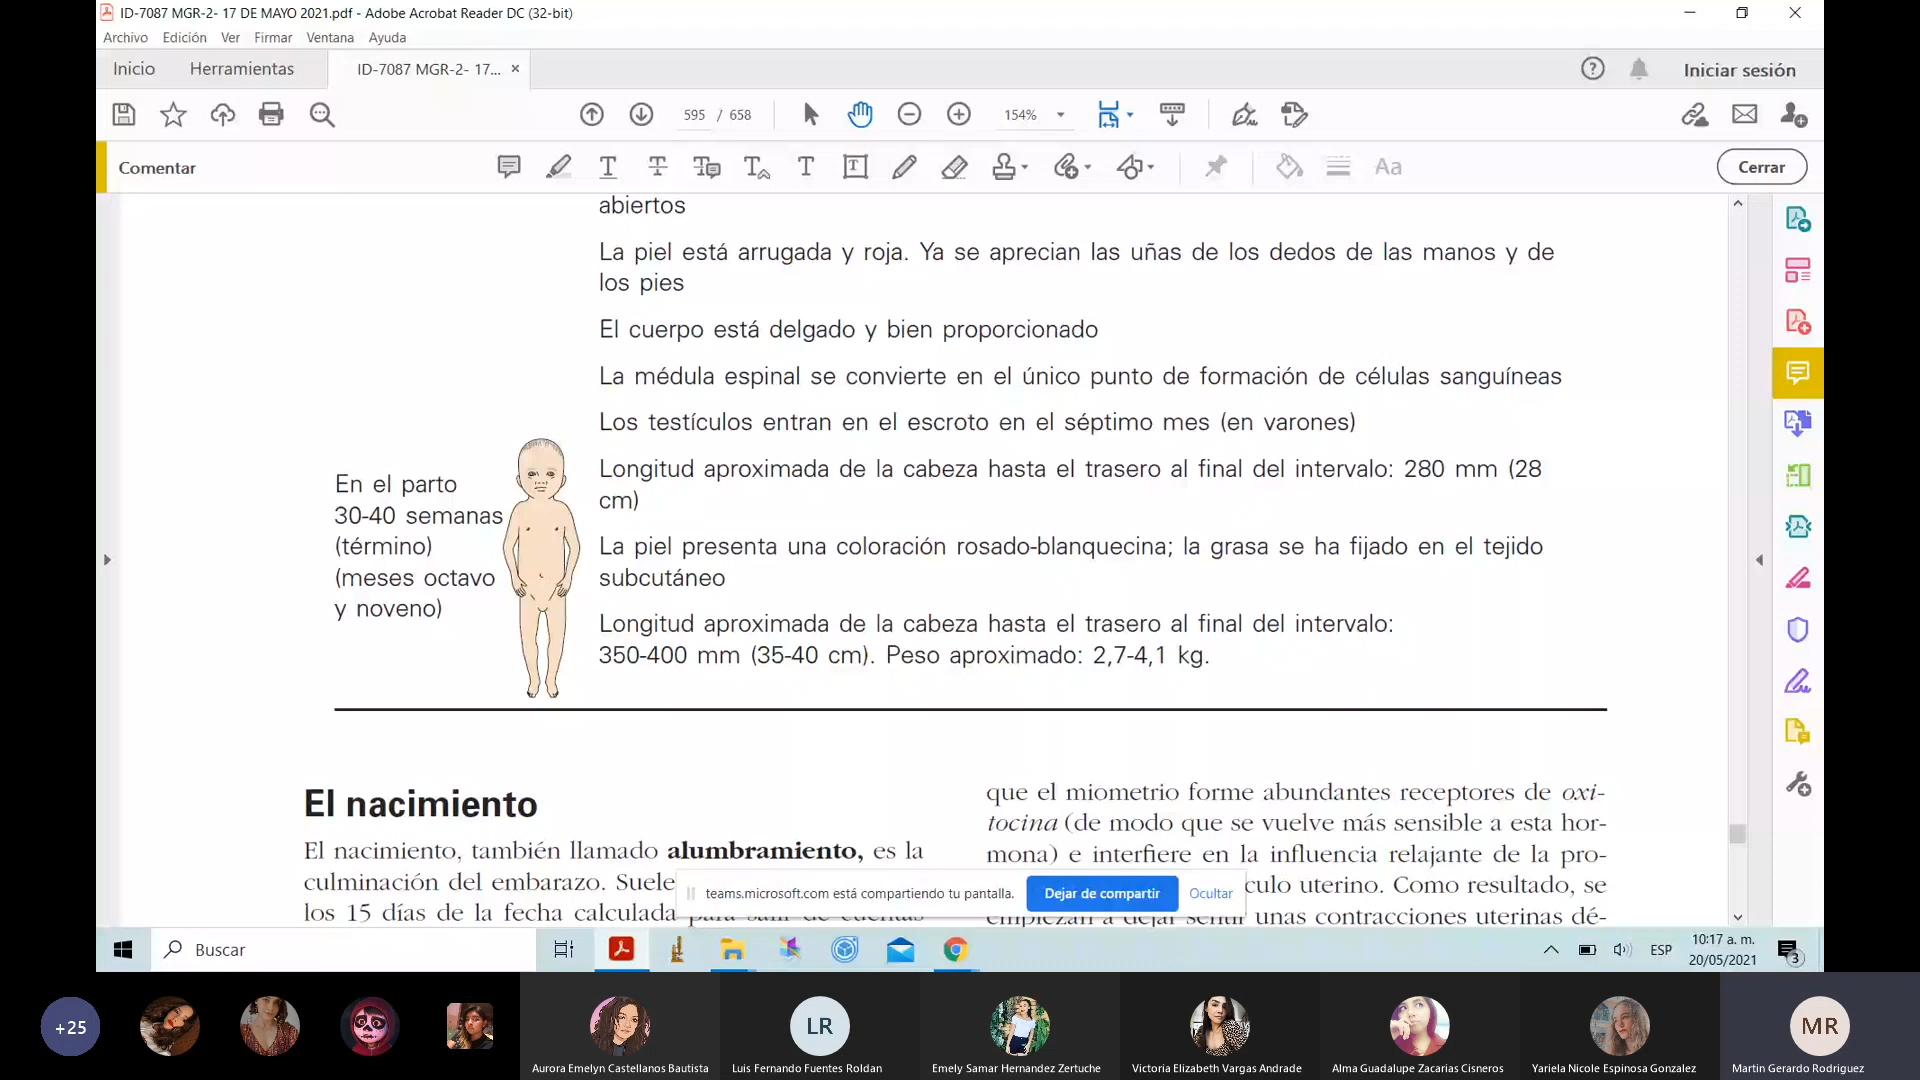 ID-7087 MGR-2- 17 DE MAYO 2021.pdf - Adobe Acrobat Reader DC (32-bit)
Archivo Edición Ver Firmar Ventana Ayuda
Inicio Herramientas ID-7087 MGR-2- 17... × Iniciar sesión
595 / 658 154%
Comentar Aa Cerrar
abiertos
La piel está arrugada y roja. Ya se aprecian las uñas de los dedos de las manos y de
los pies
El cuerpo está delgado y bien proporcionado
La médula espinal se convierte en el único punto de formación de células sanguíneas
Los testículos entran en el escroto en el séptimo mes (en varones)
En el parto
30-40 semanas
(término)
(meses octavo
y noveno)
Longitud aproximada de la cabeza hasta el trasero al final del intervalo: 280 mm (28
cm)
La piel presenta una coloración rosado-blanquecina; la grasa se ha fijado en el tejido
subcutáneo
Longitud aproximada de la cabeza hasta el trasero al final del intervalo:
350-400 mm (35-40 cm). Peso aproximado: 2,7-4,1 kg.
El nacimiento
El nacimiento, también llamado alumbramiento, es la
culminación del embarazo. Suele
los 15 días de la fecha calculada para salir de cuentas
que el miometrio forme abundantes receptores de oxi-
tocina (de modo que se vuelve más sensible a esta hor-
mona) e interfiere en la influencia relajante de la pro-
culo uterino. Como resultado, se
empiezan a dejar sentir unas contracciones uterinas dé-
teams.microsoft.com está compartiendo tu pantalla. Dejar de compartir Ocultar
Buscar
ESP
10:17 a. m.
20/05/2021
3
+25
LR
MR
Aurora Emelyn Castellanos Bautista
Luis Fernando Fuentes Roldan
Emely Samar Hernandez Zertuche
Victoria Elizabeth Vargas Andrade
Alma Guadalupe Zacarias Cisneros
Yariela Nicole Espinosa Gonzalez
Martin Gerardo Rodriguez